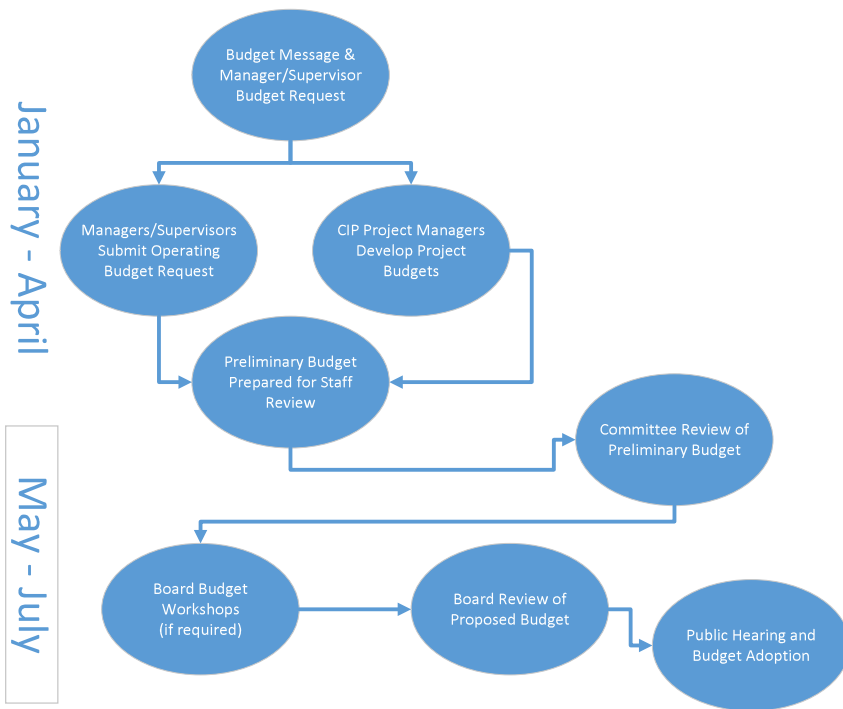 Budget Message &
Manager/Supervisor
Budget Request
January - April
Managers/Supervisors
Submit Operating
Budget Request
CIP Project Managers
Develop Project
Budgets
Preliminary Budget
Prepared for Staff
Review
Committee Review of
Preliminary Budget
May - July
Board Budget
Workshops
(if required)
Board Review of
Proposed Budget
Public Hearing and
Budget Adoption